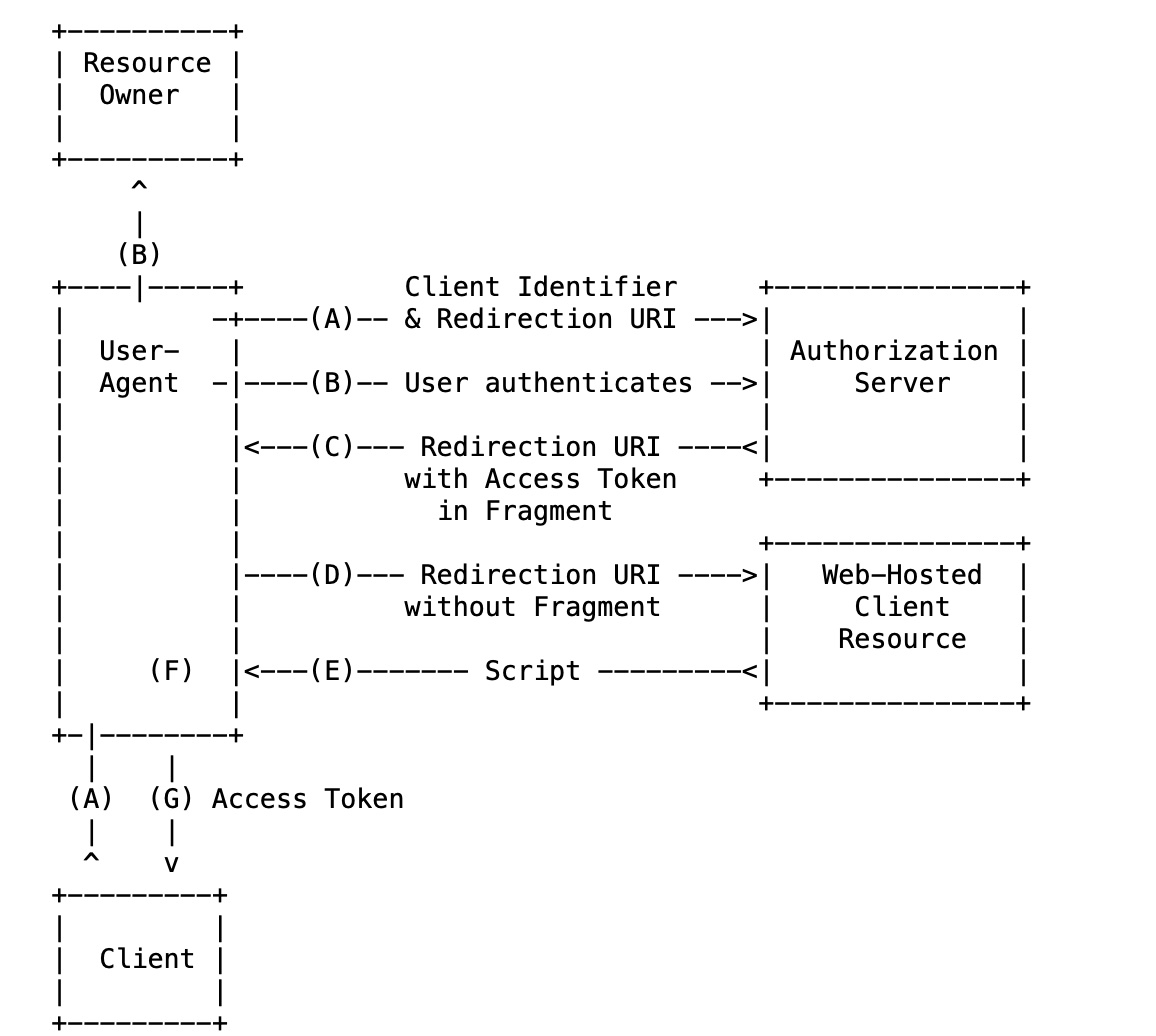 +----------+
| Resource |
|  Owner   |
|          |
+----------+
     ^
     |
    (B)
+----|-----+          Client Identifier     +----------------+
|         -+----(A)-- & Redirection URI --->|                |
|  User-   |                                | Authorization  |
|  Agent  -|----(B)-- User authenticates -->|     Server     |
|          |                                |                |
|          |<---(C)--- Redirection URI ----<|                |
|          |          with Access Token     +----------------+
|          |            in Fragment
|          |                                +----------------+
|          |----(D)--- Redirection URI ---->|   Web-Hosted   |
|          |          without Fragment      |     Client     |
|          |                                |    Resource    |
|     (F)  |<---(E)------- Script ---------<|                |
|          |                                +----------------+
+-|--------+
  |    |
 (A)  (G) Access Token
  |    |
  ^    v
+---------+
|         |
|  Client |
|         |
+---------+